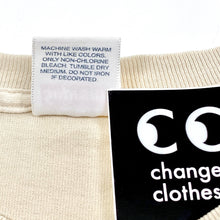 MACHINE WASH WARM
WITH LIKE COLORS.
ONLY NON-CHLORINE
BLEACH. TUMBLE DRY
MEDIUM. DO NOT IRON
IF DECORATED.
change
clothes